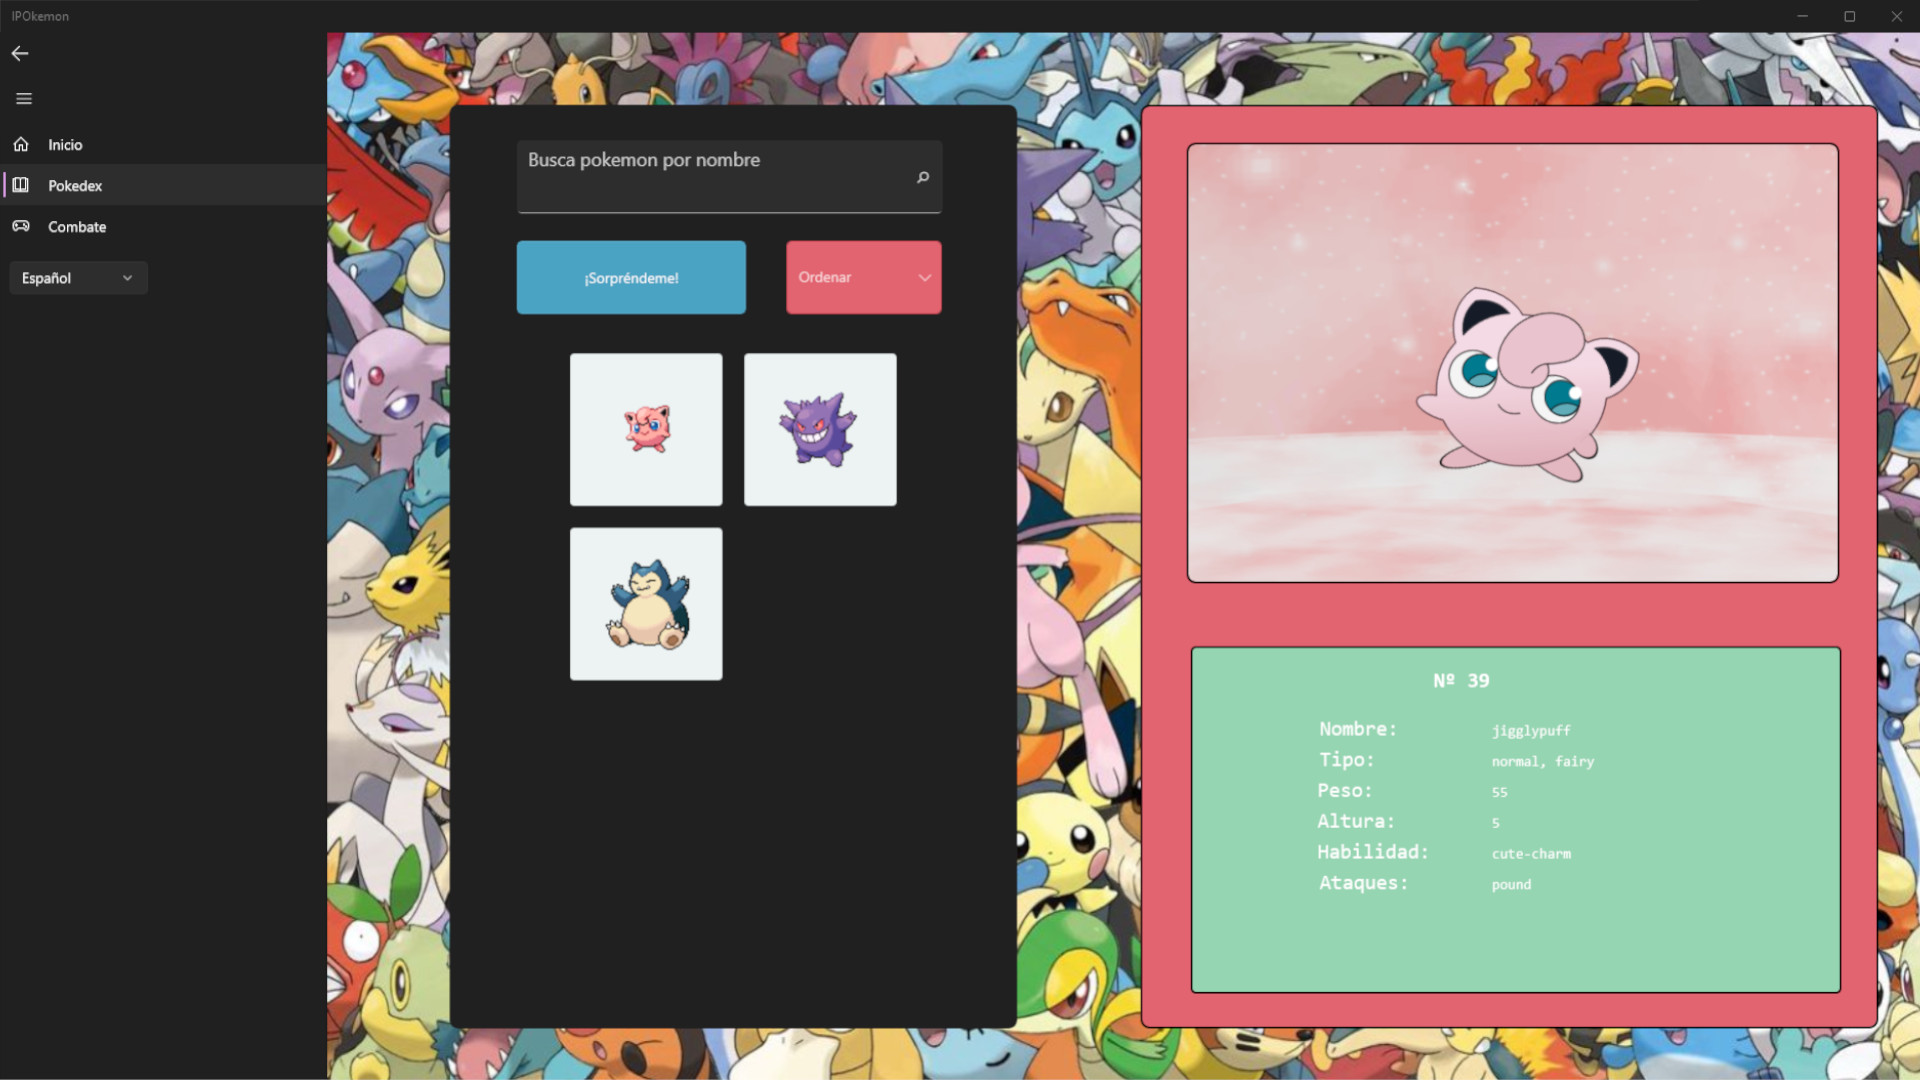 IPOkemon
Inicio
Pokedex
Combate
Español
Busca pokemon por nombre
¡Sorpréndeme!
Ordenar
Nº 39
Nombre: jigglypuff
Tipo: normal, fairy
Peso: 55
Altura: 5
Habilidad: cute-charm
Ataques: pound